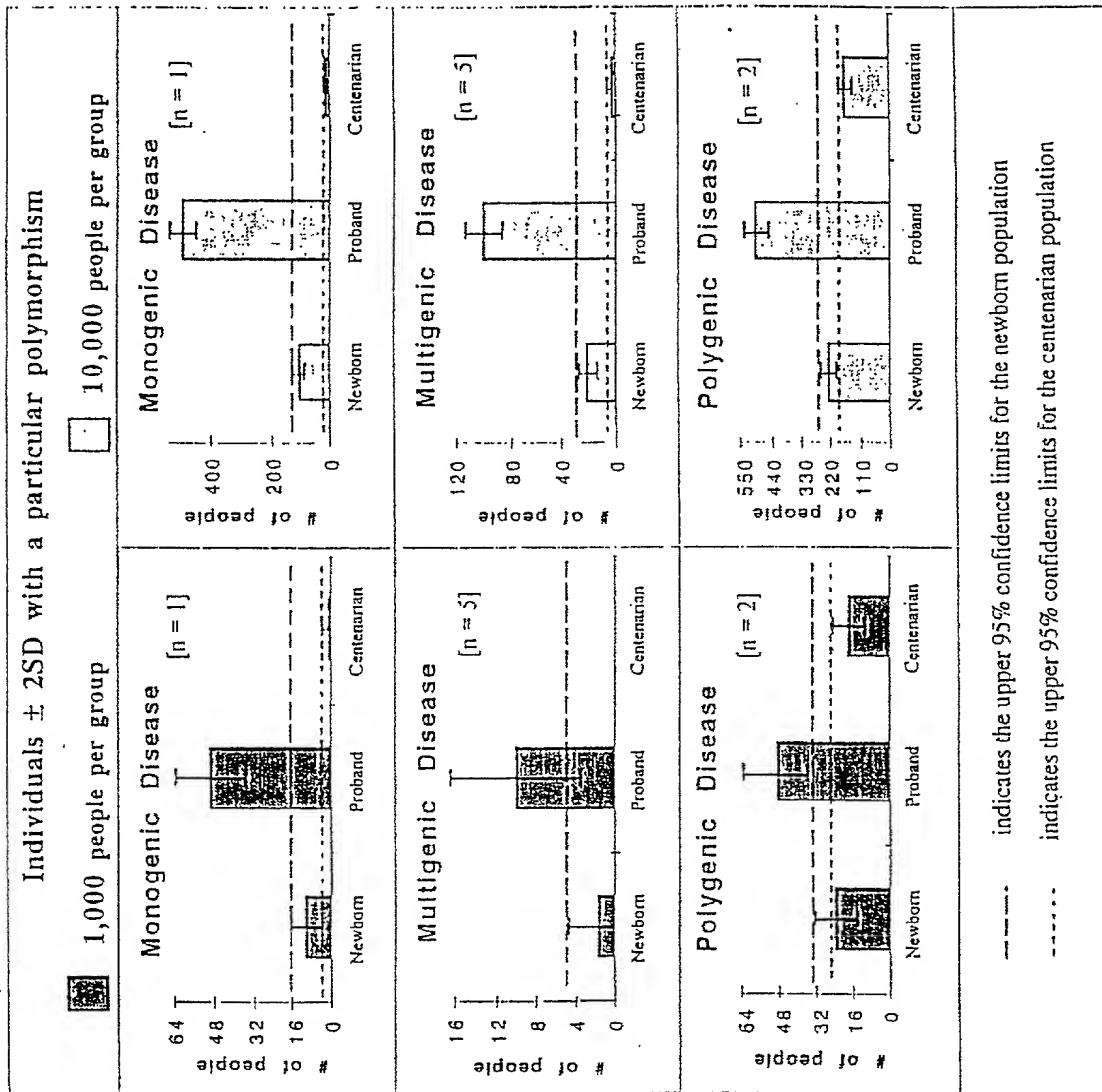 Individuals ± 2SD with a particular polymorphism
1,000 people per group
10,000 people per group
Monogenic Disease
[n = 1]
# of people
64
48
32
16
0
Newborn
Proband
Centenarian
Monogenic Disease
[n = 1]
# of people
400
200
0
Newborn
Proband
Centenarian
Multigenic Disease
[n = 5]
# of people
16
8
0
Newborn
Proband
Centenarian
Multigenic Disease
[n = 5]
# of people
120
80
40
0
Newborn
Proband
Centenarian
Polygenic Disease
[n = 2]
# of people
64
48
32
16
0
Newborn
Proband
Centenarian
Polygenic Disease
[n = 2]
# of people
550
440
330
220
110
0
Newborn
Proband
Centenarian
indicates the upper 95% confidence limits for the newborn population
indicates the upper 95% confidence limits for the centenarian population